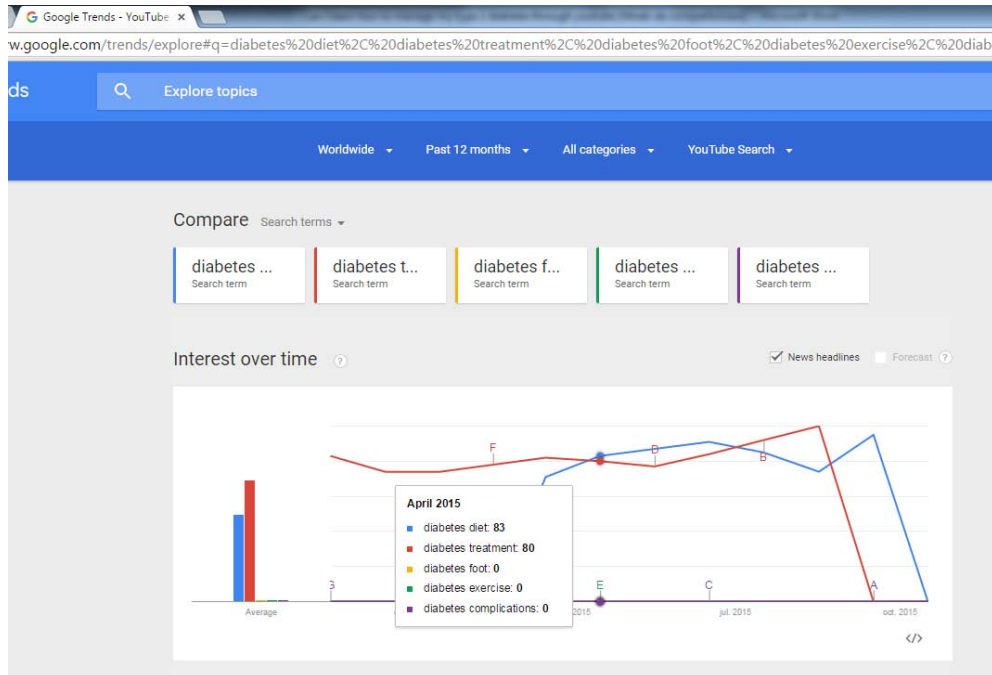 Google Trends - YouTube
w.google.com/trends/explore#q=diabetes%20diet%2C%20diabetes%20treatment%2C%20diabetes%20foot%2C%20diabetes%20exercise%2C%20diab
ds Explore topics
Worldwide Past 12 months All categories YouTube Search
Compare Search terms
diabetes ... diabetes t... diabetes f... diabetes ... diabetes ...
Search term Search term Search term Search term Search term
Interest over time ? News headlines Forecast ?
F
D
B
April 2015
diabetes diet: 83
diabetes treatment: 80
diabetes foot: 0
diabetes exercise: 0
diabetes complications: 0
E C A
Average 2015 jul. 2015 oct. 2015
</>